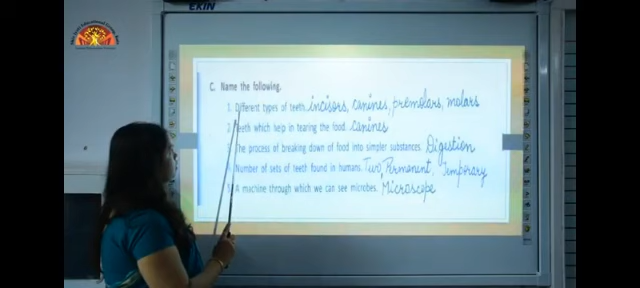 EKIN
C. Name the following.
1. Different types of teeth. incisors, canines, premolars, molars
2. Teeth which help in tearing the food. canines
3. The process of breaking down of food into simpler substances. Digestion
4. Number of sets of teeth found in humans. Two, Permanent, Temporary
5. A machine through which we can see microbes. Microscope